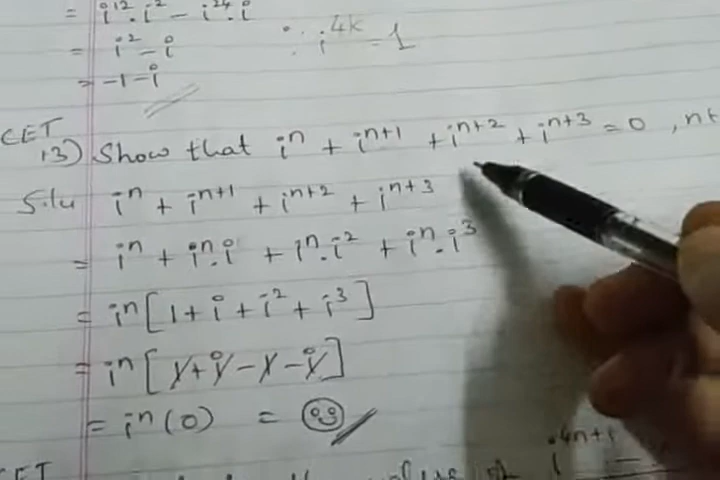 = i¹².i² - i²⁴.i
= i² - i ∵ i⁴ᵏ = 1
= -1 - i
CET
13) Show that iⁿ + iⁿ⁺¹ + iⁿ⁺² + iⁿ⁺³ = 0 , n
Solu iⁿ + iⁿ⁺¹ + iⁿ⁺² + iⁿ⁺³
= iⁿ + iⁿ.i + iⁿ.i² + iⁿ.i³
= iⁿ [1 + i + i² + i³]
= iⁿ [1 + i - 1 - i]
= iⁿ (0) = 0
CET of i⁴ⁿ⁺¹